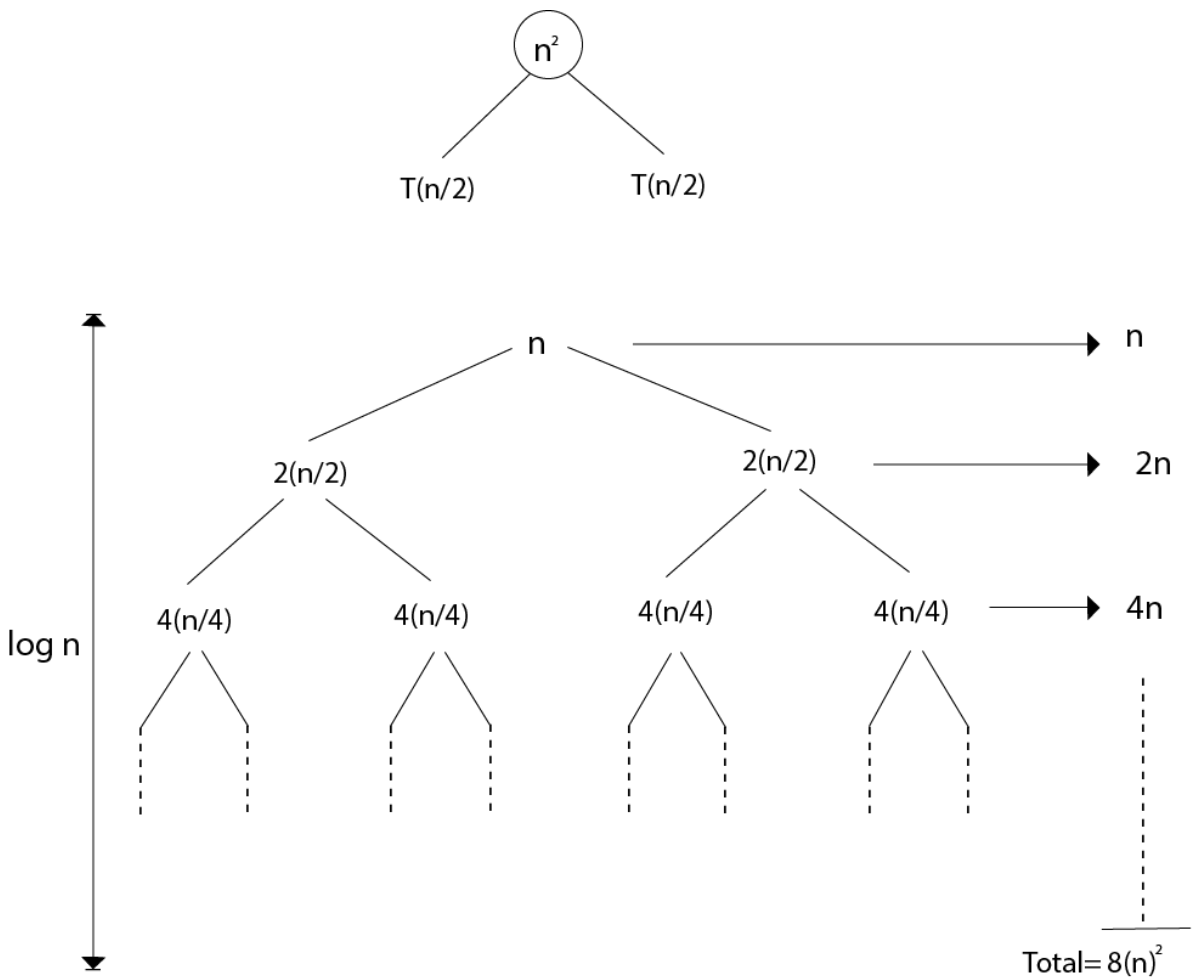 n²
T(n/2) T(n/2)
n n
2(n/2) 2(n/2) 2n
4(n/4) 4(n/4) 4(n/4) 4(n/4) 4n
log n
Total= 8(n)²